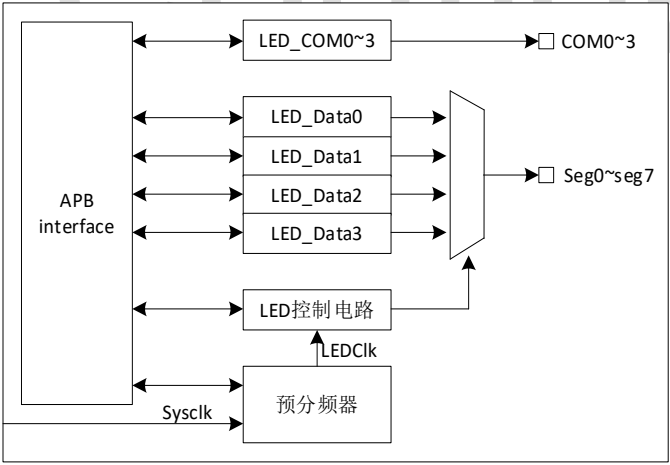 LED_COM0~3
COM0~3
LED_Data0
LED_Data1
Seg0~seg7
APB
interface
LED_Data2
LED_Data3
LED控制电路
LEDClk
预分频器
Sysclk